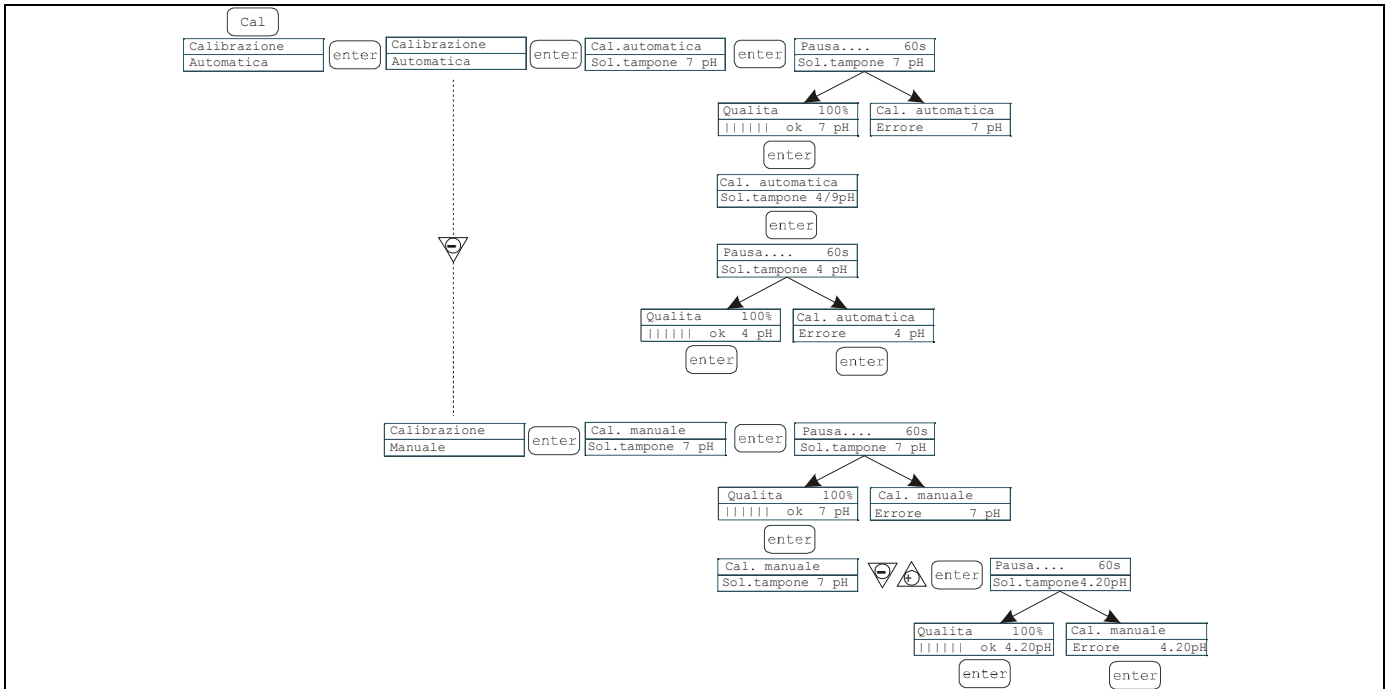 Cal
Calibrazione
Automatica
enter
Calibrazione
Automatica
enter
Cal.automatica
Sol.tampone 7 pH
enter
Pausa.... 60s
Sol.tampone 7 pH
Qualita 100%
|||||| ok 7 pH
Cal. automatica
Errore 7 pH
enter
Cal. automatica
Sol.tampone 4/9pH
enter
Pausa.... 60s
Sol.tampone 4 pH
Qualita 100%
|||||| ok 4 pH
Cal. automatica
Errore 4 pH
enter
enter
Calibrazione
Manuale
enter
Cal. manuale
Sol.tampone 7 pH
enter
Pausa.... 60s
Sol.tampone 7 pH
Qualita 100%
|||||| ok 7 pH
Cal. manuale
Errore 7 pH
enter
Cal. manuale
Sol.tampone 7 pH
- +
enter
Pausa.... 60s
Sol.tampone4.20pH
Qualita 100%
|||||| ok 4.20pH
Cal. manuale
Errore 4.20pH
enter
enter